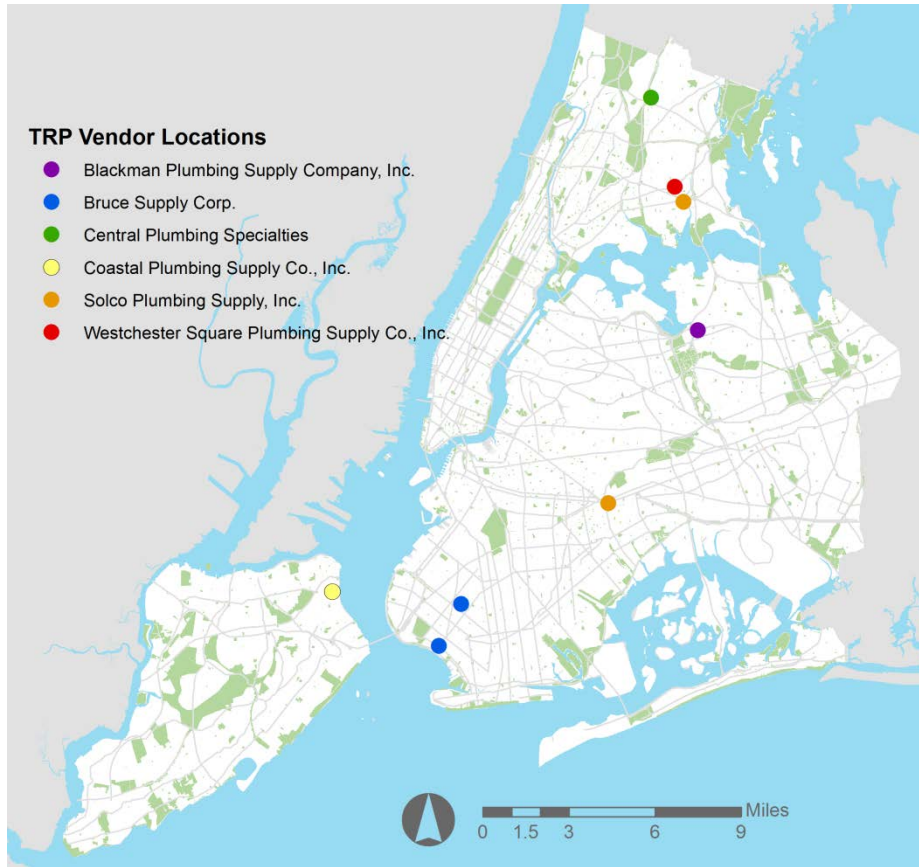 TRP Vendor Locations
Blackman Plumbing Supply Company, Inc.
Bruce Supply Corp.
Central Plumbing Specialties
Coastal Plumbing Supply Co., Inc.
Solco Plumbing Supply, Inc.
Westchester Square Plumbing Supply Co., Inc.
Miles
0 1.5 3 6 9